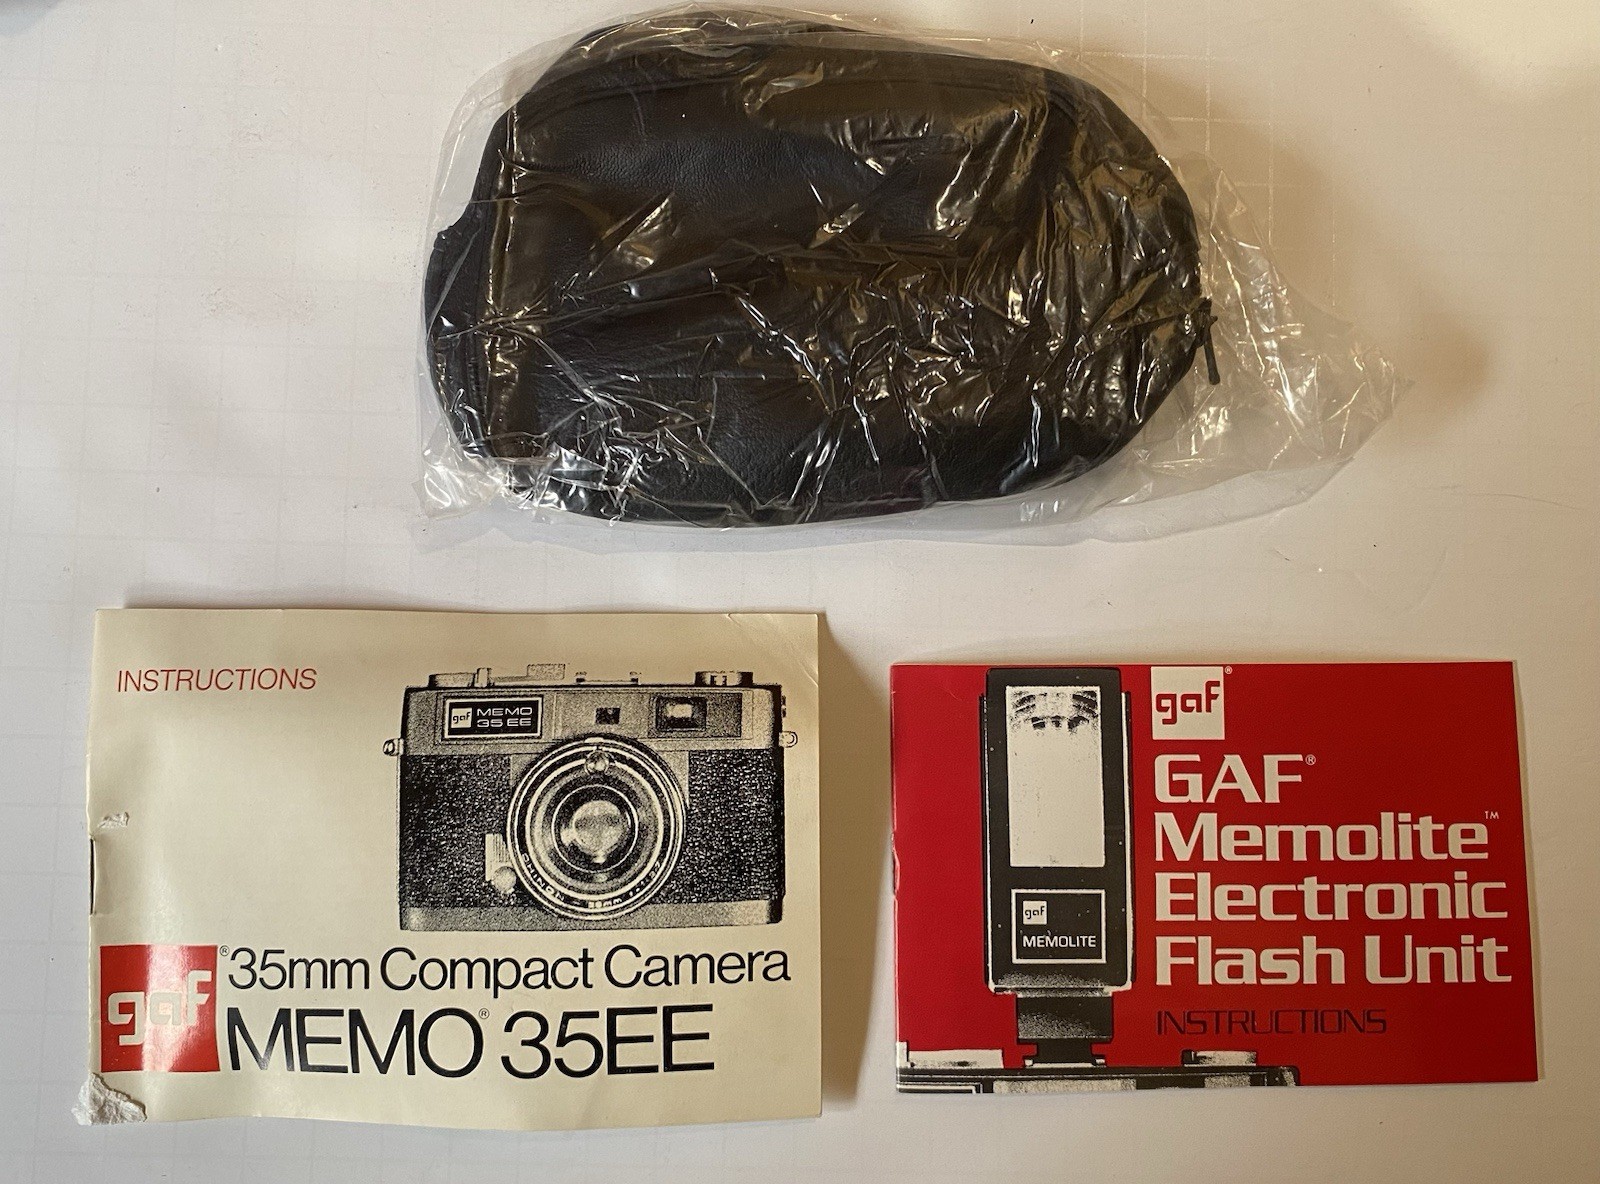 INSTRUCTIONS
gaf MEMO
35 EE
gaf® 35mm Compact Camera
MEMO® 35EE
gaf®
GAF®
Memolite™
Electronic
Flash Unit
INSTRUCTIONS
gaf
MEMOLITE